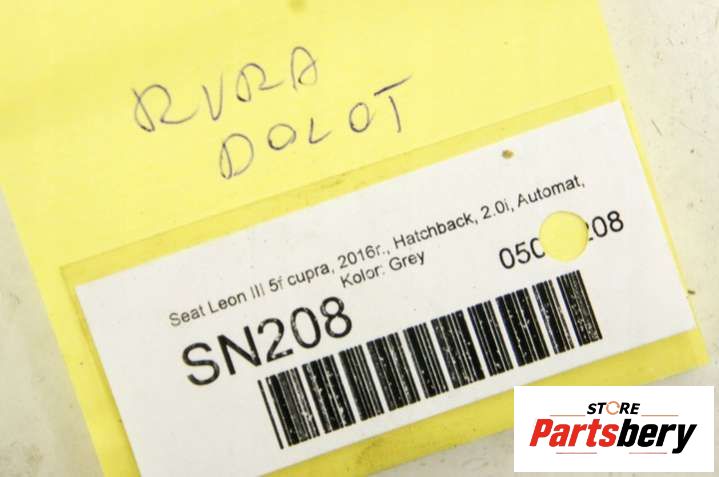 RURA
DOLOT
Seat Leon III 5f cupra, 2016r., Hatchback, 2.0i, Automat,
Kolor: Grey
SN208
STORE
Partsbery